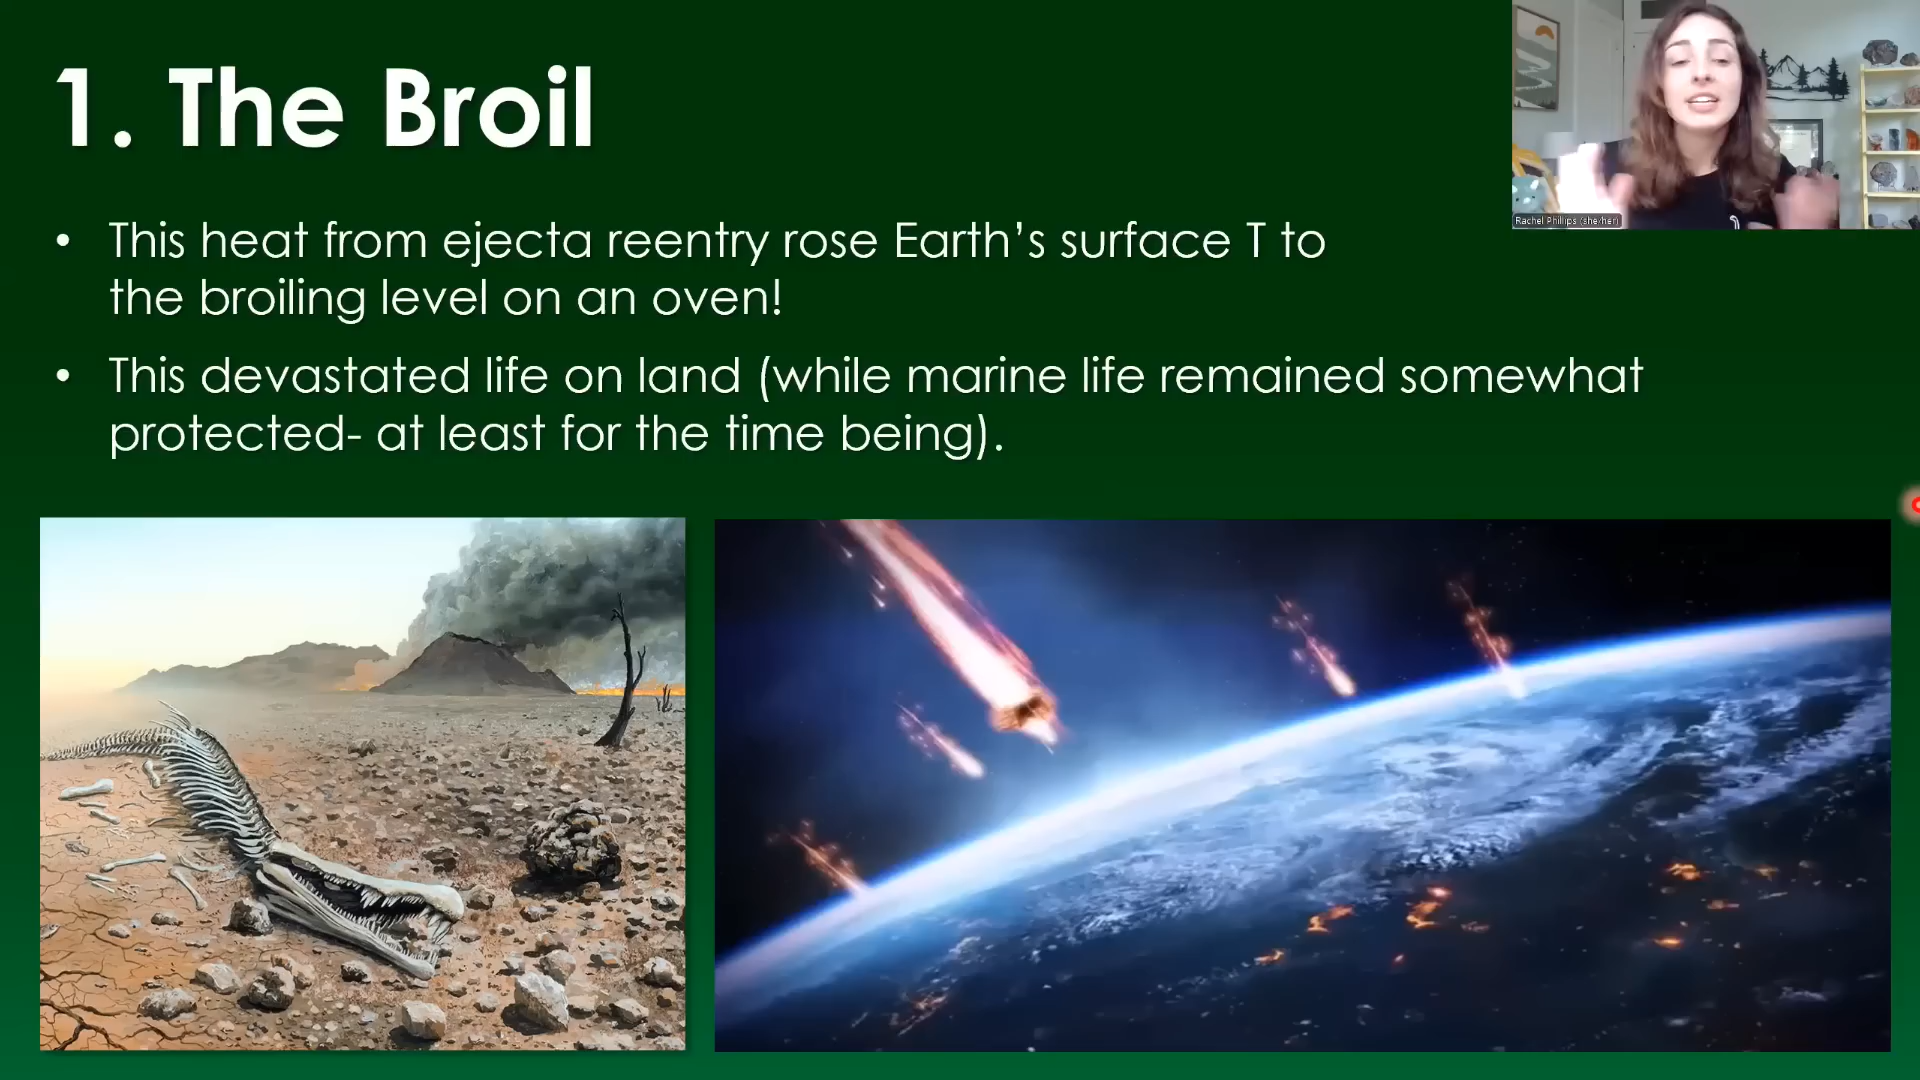 1. The Broil
• This heat from ejecta reentry rose Earth’s surface T to
the broiling level on an oven!
• This devastated life on land (while marine life remained somewhat
protected- at least for the time being).
Rachel Phillips (she/her)